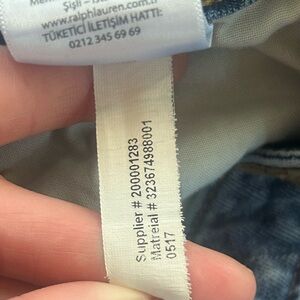 Şişli - İs
www.ralphlauren.com.t
TÜKETİCİ İLETİŞİM HATTI:
0212 345 69 69
Supplier # 200001283
Matreial # 323674988001
0517